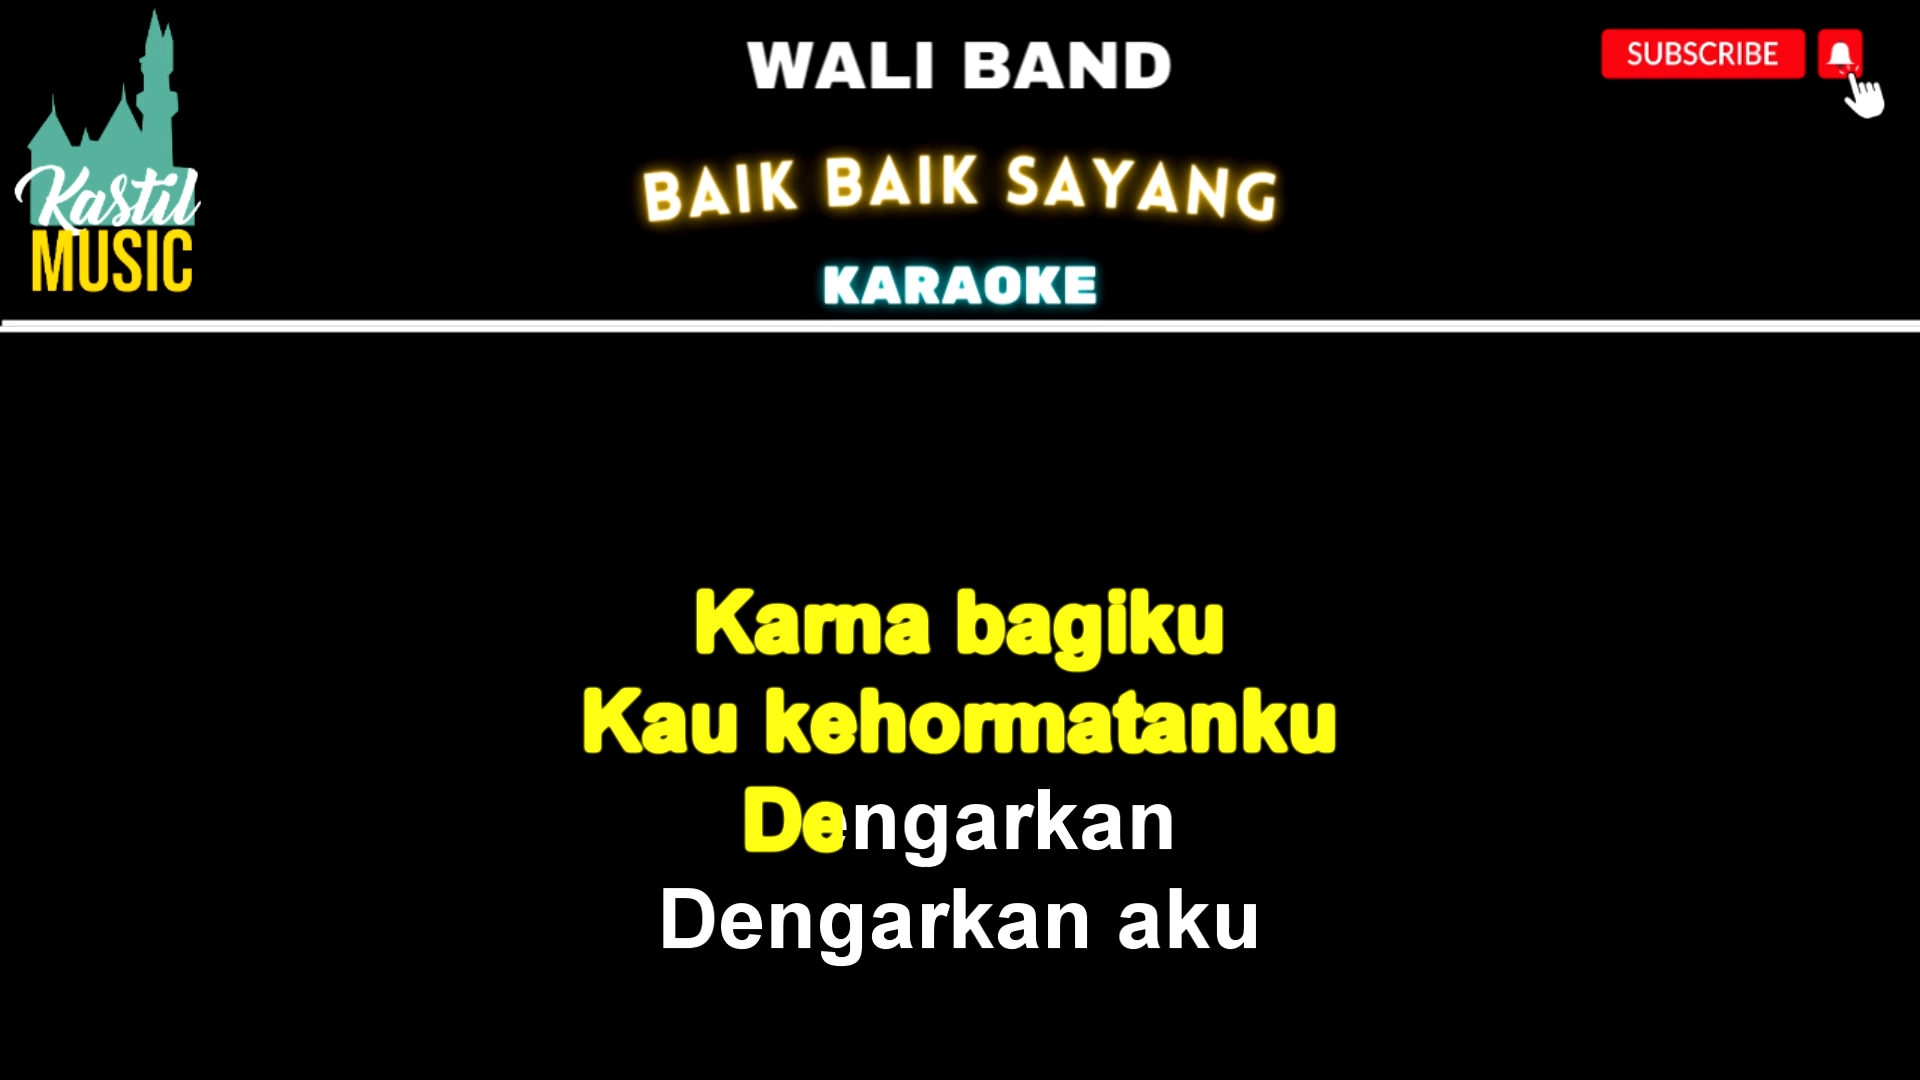 WALI BAND
SUBSCRIBE
BAIK BAIK SAYANG
Kastil
MUSIC
KARAOKE
Karna bagiku
Kau kehormatanku
Dengarkan
Dengarkan aku